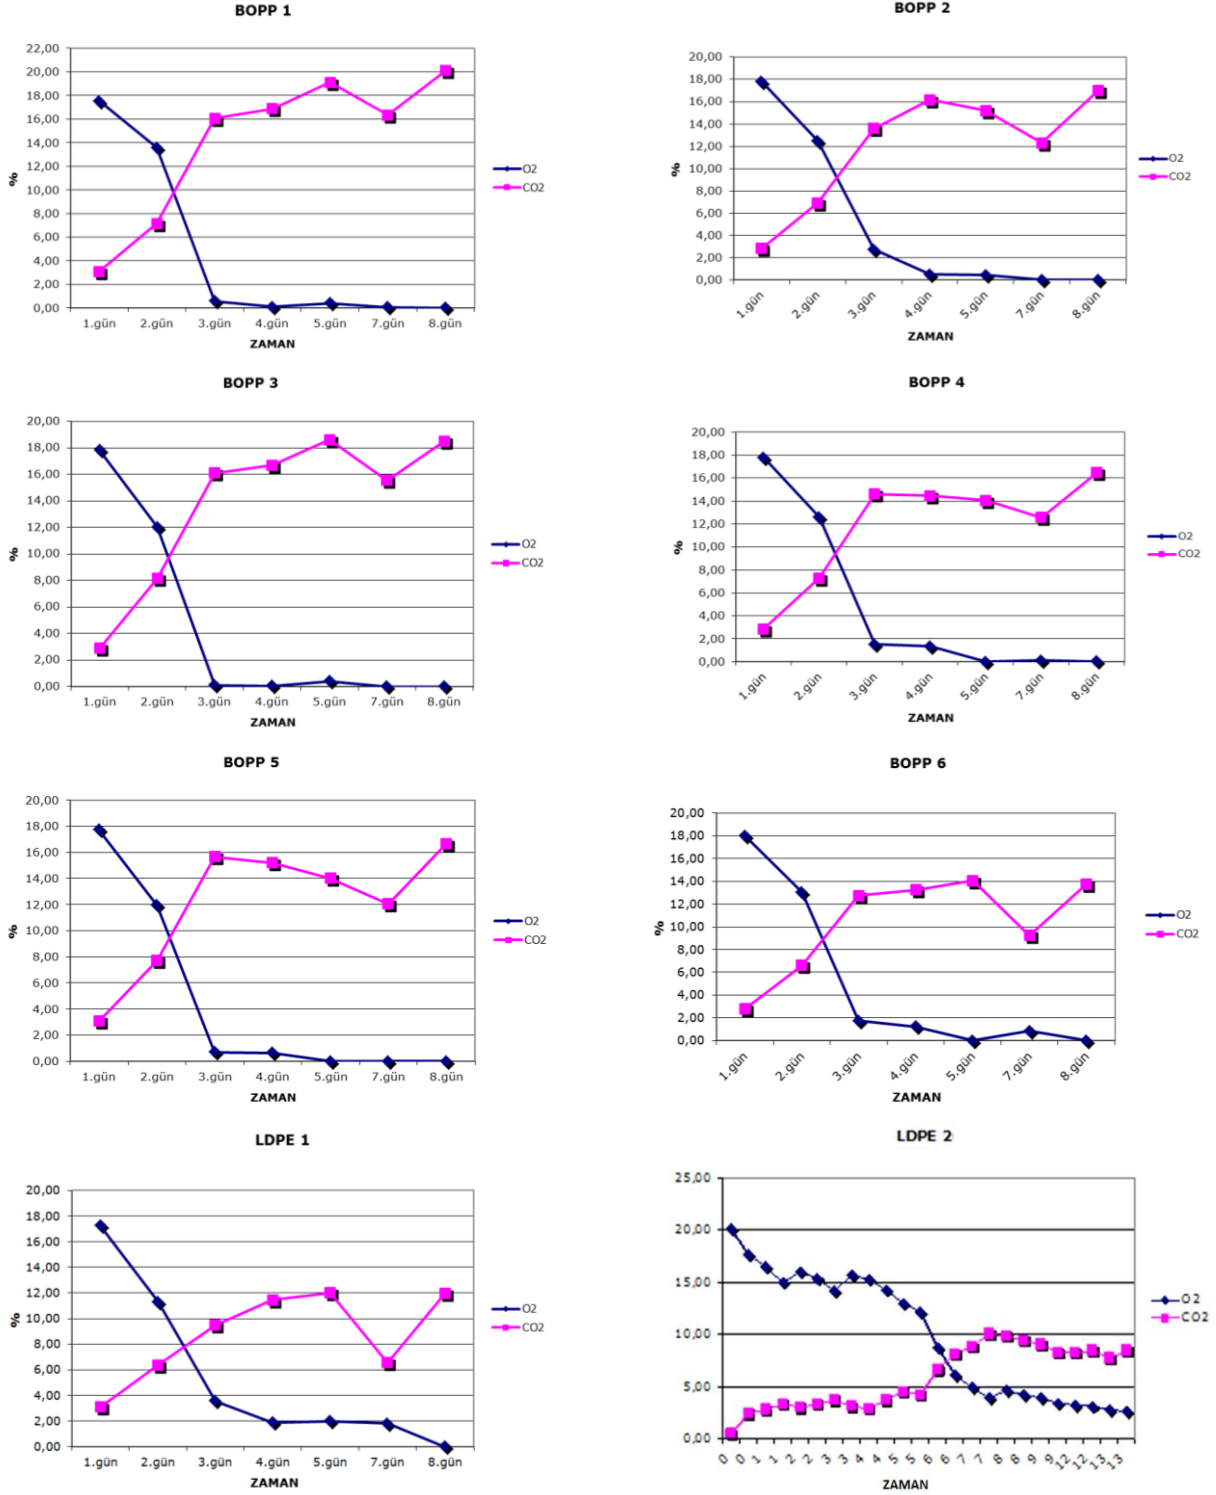 BOPP 1
22,00
20,00
18,00
16,00
14,00
12,00
10,00
8,00
6,00
4,00
2,00
0,00
%
1.gün 2.gün 3.gün 4.gün 5.gün 7.gün 8.gün
ZAMAN
O2
CO2
BOPP 2
20,00
18,00
16,00
14,00
12,00
10,00
8,00
6,00
4,00
2,00
0,00
%
1.gün 2.gün 3.gün 4.gün 5.gün 7.gün 8.gün
ZAMAN
O2
CO2
BOPP 3
20,00
18,00
16,00
14,00
12,00
10,00
8,00
6,00
4,00
2,00
0,00
%
1.gün 2.gün 3.gün 4.gün 5.gün 7.gün 8.gün
ZAMAN
O2
CO2
BOPP 4
20,00
18,00
16,00
14,00
12,00
10,00
8,00
6,00
4,00
2,00
0,00
%
1.gün 2.gün 3.gün 4.gün 5.gün 7.gün 8.gün
ZAMAN
O2
CO2
BOPP 5
20,00
18,00
16,00
14,00
12,00
10,00
8,00
6,00
4,00
2,00
0,00
%
1.gün 2.gün 3.gün 4.gün 5.gün 7.gün 8.gün
ZAMAN
O2
CO2
BOPP 6
20,00
18,00
16,00
14,00
12,00
10,00
8,00
6,00
4,00
2,00
0,00
%
1.gün 2.gün 3.gün 4.gün 5.gün 7.gün 8.gün
ZAMAN
O2
CO2
LDPE 1
20,00
18,00
16,00
14,00
12,00
10,00
8,00
6,00
4,00
2,00
0,00
%
1.gün 2.gün 3.gün 4.gün 5.gün 7.gün 8.gün
ZAMAN
O2
CO2
LDPE 2
25,00
20,00
15,00
10,00
5,00
0,00
0 0 1 1 2 2 3 3 4 4 5 5 6 6 7 7 8 8 9 9 12 12 13 13
ZAMAN
O2
CO2